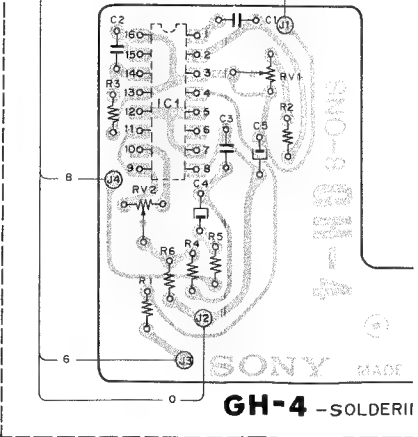 C2
C1
J1
16 1
15 2
14 3
13 4
12 5
11 6
10 7
9 8
R3
IC1
RV1
R2
C3
C5
8
J4
RV2
C4
R6
R4
R5
R1
J2
J3
6
0
SONY
MADE
GH-4 -SOLDERIN